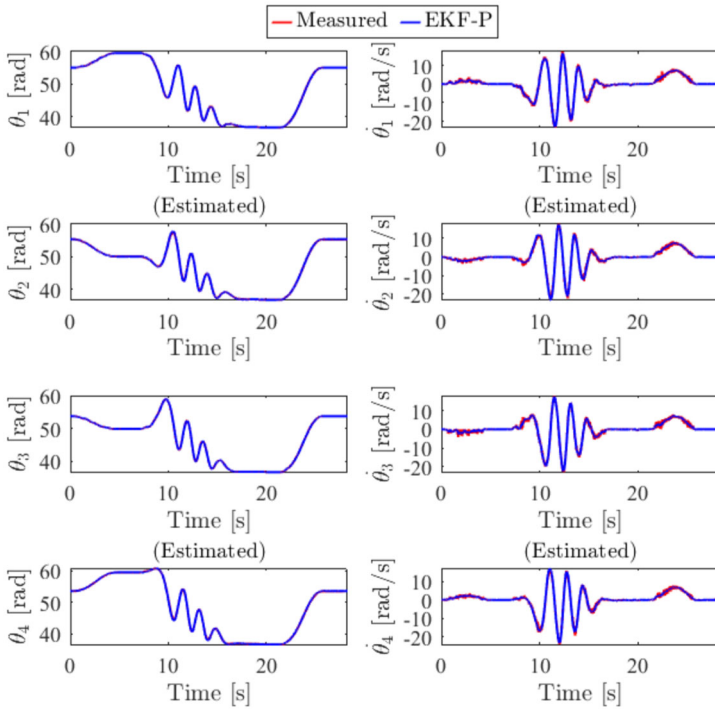 Measured EKF-P
θ1 [rad]
60
40
0 10 20
Time [s]
θ̇1 [rad/s]
10
0
-10
-20
0 10 20
Time [s]
(Estimated)
θ2 [rad]
60
50
40
0 10 20
Time [s]
(Estimated)
θ̇2 [rad/s]
10
0
-10
-20
0 10 20
Time [s]
θ3 [rad]
60
50
40
0 10 20
Time [s]
θ̇3 [rad/s]
10
0
-10
-20
0 10 20
Time [s]
(Estimated)
θ4 [rad]
60
50
40
0 10 20
Time [s]
(Estimated)
θ̇4 [rad/s]
10
0
-10
-20
0 10 20
Time [s]